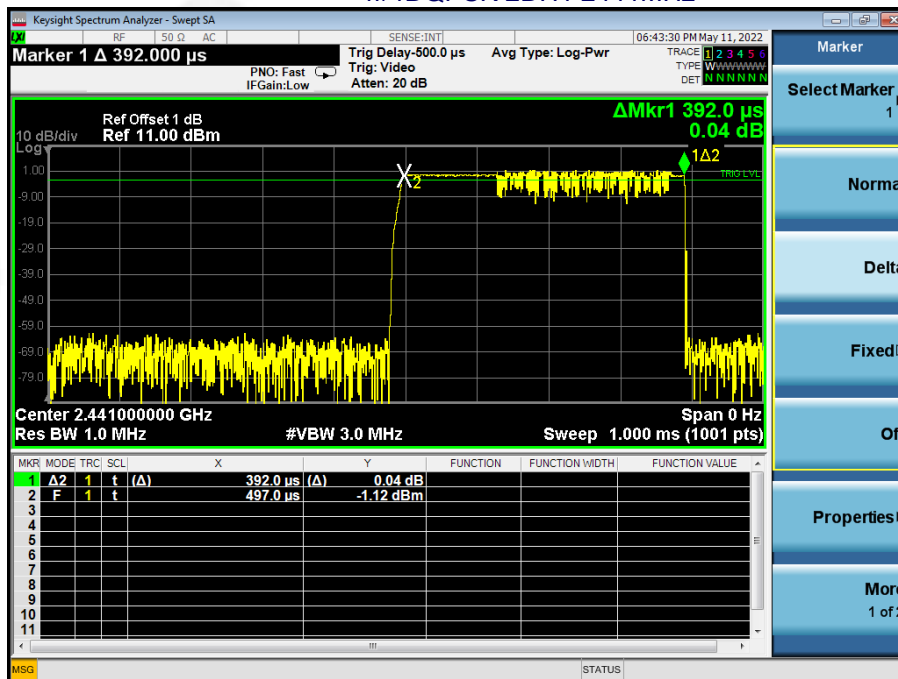 Keysight Spectrum Analyzer - Swept SA
LXI RF 50 Ω AC SENSE:INT 06:43:30 PM May 11, 2022
Marker 1 Δ 392.000 µs
PNO: Fast
IFGain:Low
Trig Delay-500.0 µs
Trig: Video
Atten: 20 dB
Avg Type: Log-Pwr
TRACE 1 2 3 4 5 6
TYPE WWWWWWW
DET N N N N N N
ΔMkr1 392.0 µs
0.04 dB
Ref Offset 1 dB
10 dB/div Ref 11.00 dBm
Log
1Δ2
1.00
TRIG LVL
2
-9.00
-19.0
-29.0
-39.0
-49.0
-59.0
-69.0
-79.0
Center 2.441000000 GHz Span 0 Hz
Res BW 1.0 MHz #VBW 3.0 MHz Sweep 1.000 ms (1001 pts)
MKR MODE TRC SCL X Y FUNCTION FUNCTION WIDTH FUNCTION VALUE
1 Δ2 1 t (Δ) 392.0 µs (Δ) 0.04 dB
2 F 1 t 497.0 µs -1.12 dBm
3
4
5
6
7
8
9
10
11
MSG STATUS
Marker
Select Marker
1
Norma
Delta
Fixed
Of
Properties
More
1 of 2